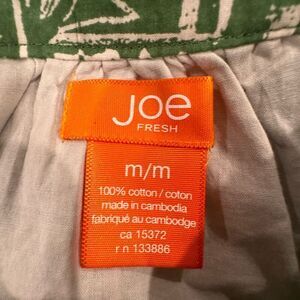 joe
FRESH
m/m
100% cotton / coton
made in cambodia
fabriqué au cambodge
ca 15372
r n 133886